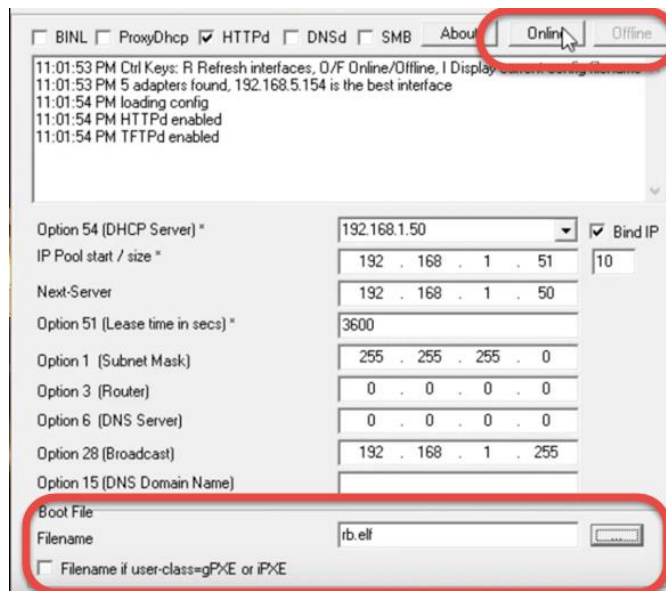 BINL ProxyDhcp HTTPd DNSd SMB About Online Offline
11:01:53 PM Ctrl Keys: R Refresh interfaces, O/F Online/Offline, I Display current config filename
11:01:53 PM 5 adapters found, 192.168.5.154 is the best interface
11:01:54 PM loading config
11:01:54 PM HTTPd enabled
11:01:54 PM TFTPd enabled
Option 54 (DHCP Server) * 192.168.1.50 Bind IP
IP Pool start / size * 192 . 168 . 1 . 51 10
Next-Server 192 . 168 . 1 . 50
Option 51 (Lease time in secs) * 3600
Option 1 (Subnet Mask) 255 . 255 . 255 . 0
Option 3 (Router) 0 . 0 . 0 . 0
Option 6 (DNS Server) 0 . 0 . 0 . 0
Option 28 (Broadcast) 192 . 168 . 1 . 255
Option 15 (DNS Domain Name)
Boot File
Filename rb.elf ...
Filename if user-class=gPXE or iPXE